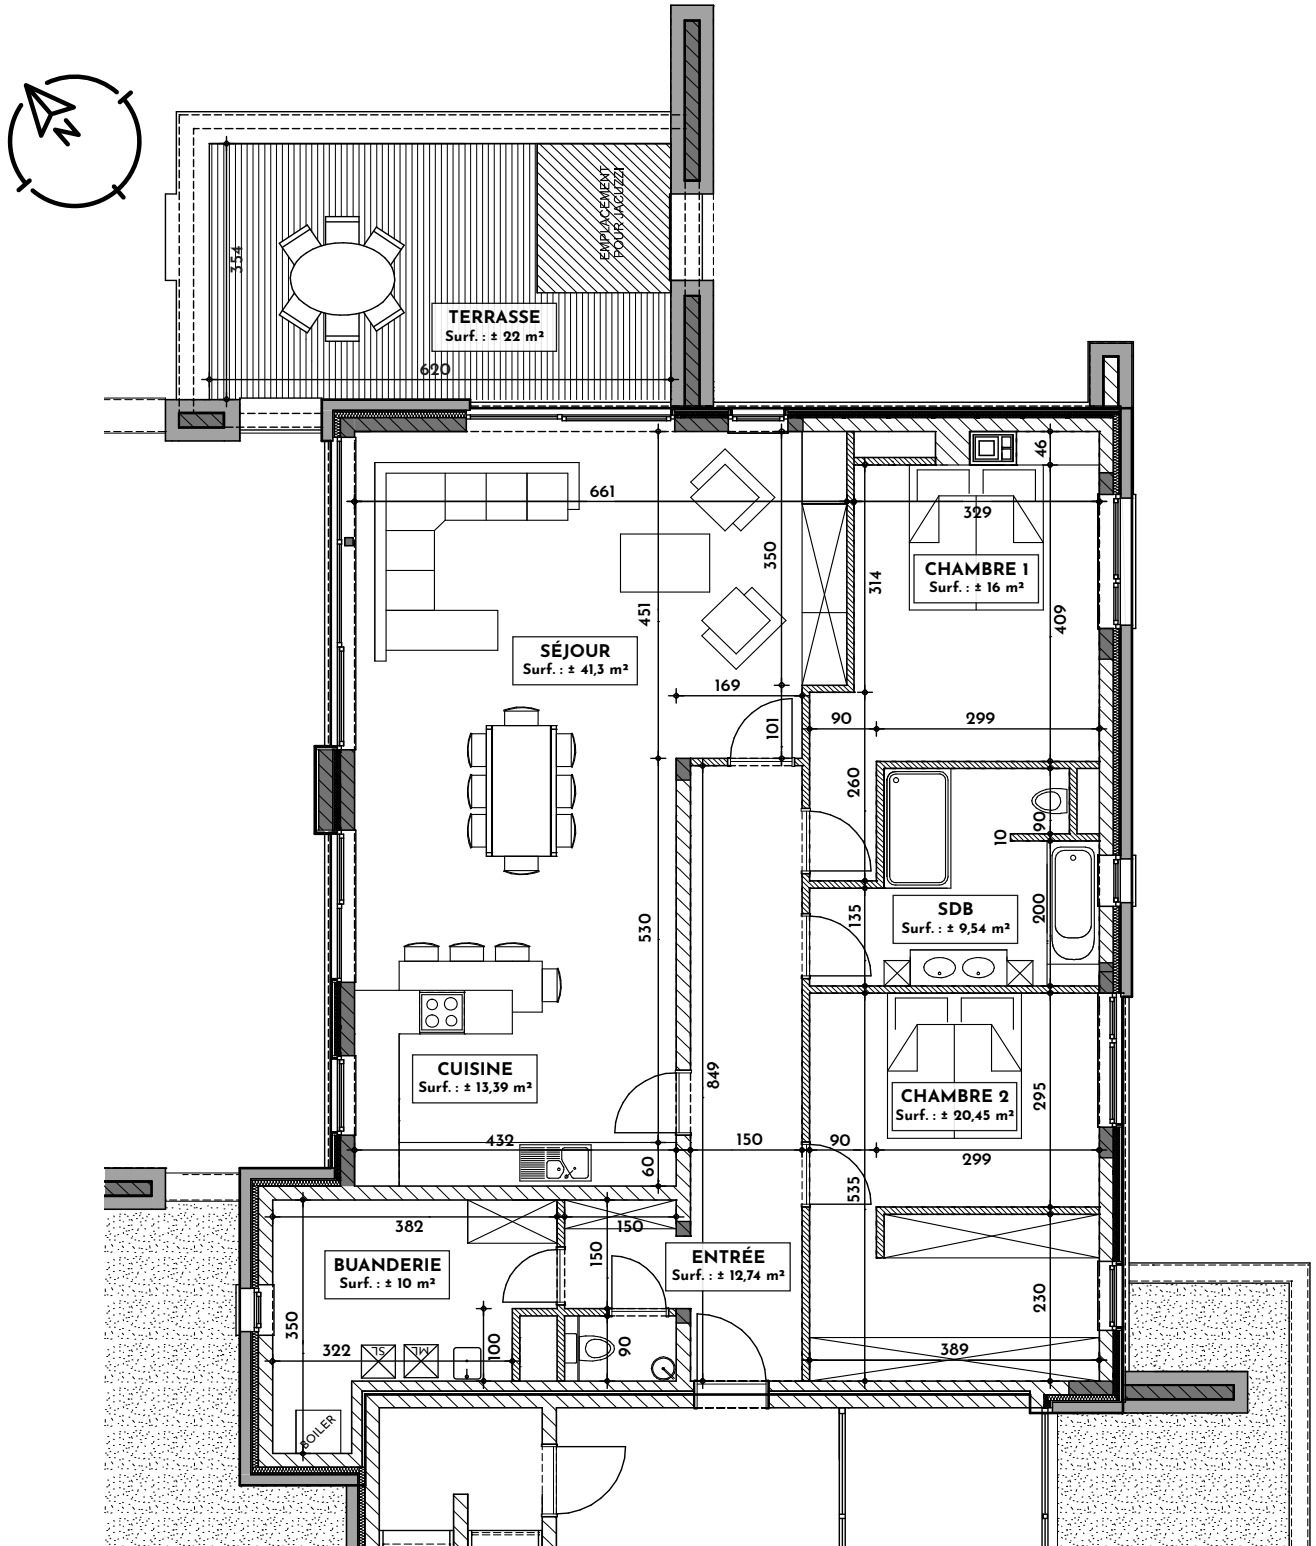 N
EMPLACEMENT
POUR JACUZZI
354
TERRASSE
Surf. : ± 22 m²
620
46
661
329
350
CHAMBRE 1
Surf. : ± 16 m²
314
451
409
SÉJOUR
Surf. : ± 41,3 m²
169
90
299
101
260
90
10
530
135
200
SDB
Surf. : ± 9,54 m²
CUISINE
Surf. : ± 13,39 m²
849
CHAMBRE 2
Surf. : ± 20,45 m²
295
432
150
90
299
60
535
382
150
BUANDERIE
Surf. : ± 10 m²
150
ENTRÉE
Surf. : ± 12,74 m²
230
350
322
SL
ML
100
90
389
BOILER